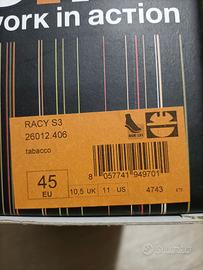 work in action
RACY S3
26012.406
tabacco
8 057741 949701
45
EU
10,5 UK
11 US
4743